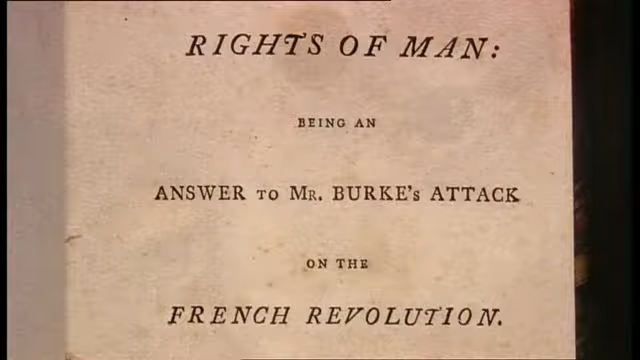 RIGHTS OF MAN:
BEING AN
ANSWER TO MR. BURKE'S ATTACK
ON THE
FRENCH REVOLUTION.